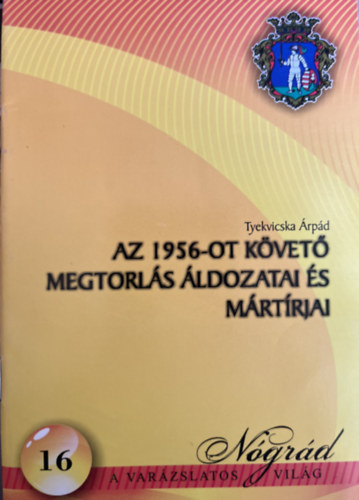 Tyekvicska Árpád
AZ 1956-OT KÖVETŐ
MEGTORLÁS ÁLDOZATAI ÉS
MÁRTÍRJAI
16
Nógrád
A VARÁZSLATOS VILÁG